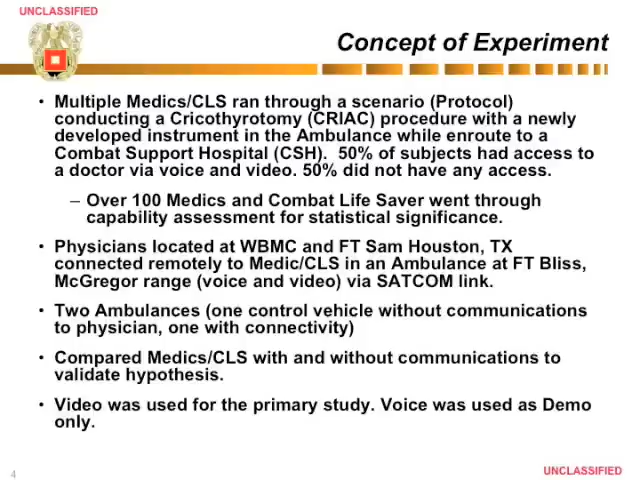 UNCLASSIFIED
Concept of Experiment
• Multiple Medics/CLS ran through a scenario (Protocol)
conducting a Cricothyrotomy (CRIAC) procedure with a newly
developed instrument in the Ambulance while enroute to a
Combat Support Hospital (CSH). 50% of subjects had access to
a doctor via voice and video. 50% did not have any access.
– Over 100 Medics and Combat Life Saver went through
capability assessment for statistical significance.
• Physicians located at WBMC and FT Sam Houston, TX
connected remotely to Medic/CLS in an Ambulance at FT Bliss,
McGregor range (voice and video) via SATCOM link.
• Two Ambulances (one control vehicle without communications
to physician, one with connectivity)
• Compared Medics/CLS with and without communications to
validate hypothesis.
• Video was used for the primary study. Voice was used as Demo
only.
4
UNCLASSIFIED